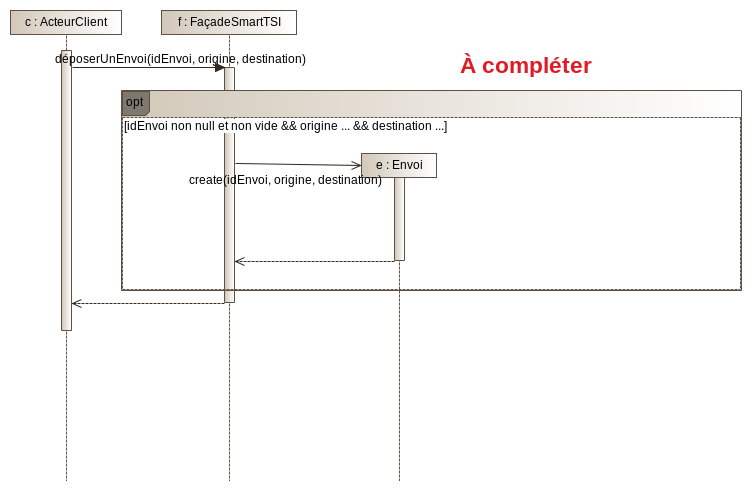 c : ActeurClient
f : FaçadeSmartTSI
déposerUnEnvoi(idEnvoi, origine, destination)
À compléter
opt
[idEnvoi non null et non vide && origine ... && destination ...]
e : Envoi
create(idEnvoi, origine, destination)